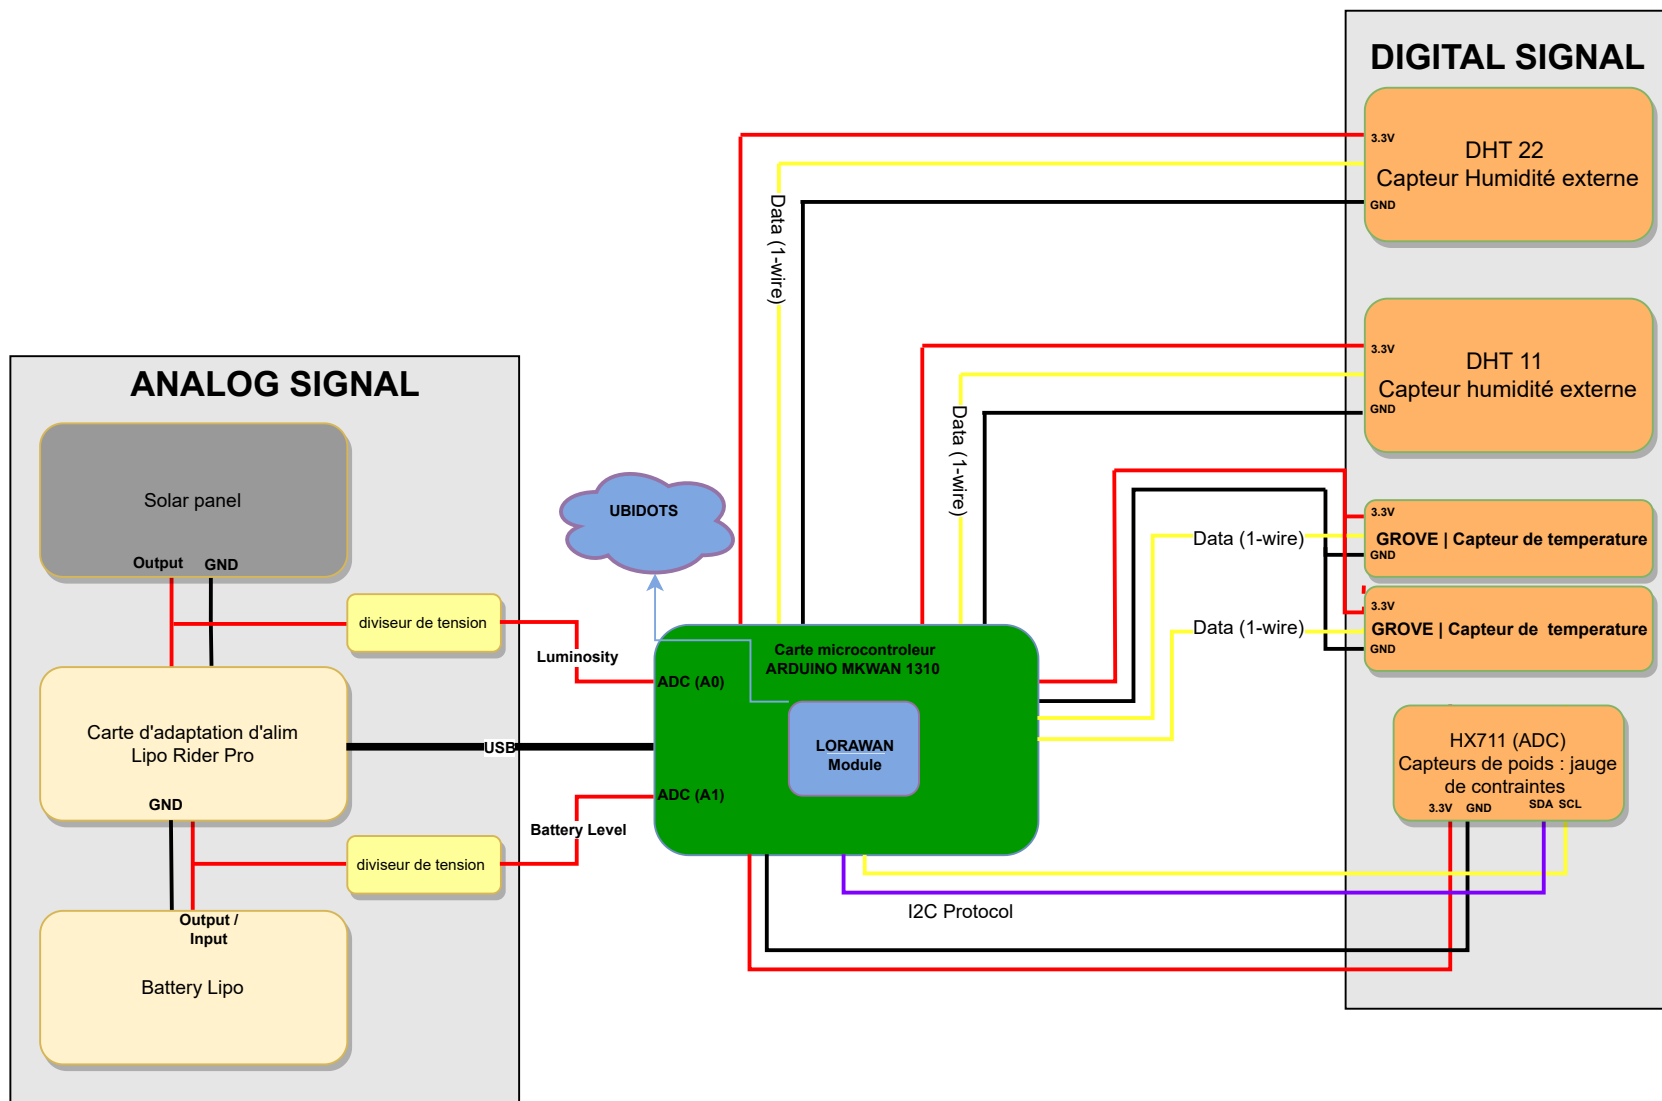 DIGITAL SIGNAL
3.3V
DHT 22
Capteur Humidité externe
GND
Data (1-wire)
3.3V
DHT 11
Capteur humidité externe
GND
Data (1-wire)
ANALOG SIGNAL
Solar panel
Output
GND
UBIDOTS
3.3V
GROVE | Capteur de temperature
GND
Data (1-wire)
3.3V
GROVE | Capteur de temperature
GND
Data (1-wire)
diviseur de tension
Luminosity
Carte microcontroleur
ARDUINO MKWAN 1310
ADC (A0)
LORAWAN
Module
ADC (A1)
Carte d'adaptation d'alim
Lipo Rider Pro
USB
GND
HX711 (ADC)
Capteurs de poids : jauge
de contraintes
3.3V
GND
SDA
SCL
Battery Level
diviseur de tension
I2C Protocol
Output /
Input
Battery Lipo